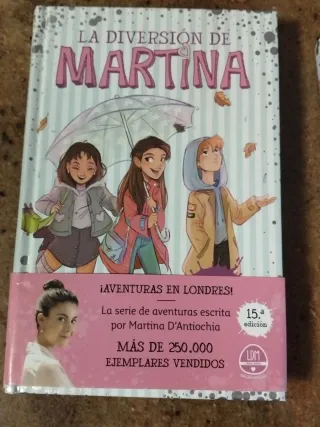 LA DIVERSIÓN DE
MARTINA
¡AVENTURAS EN LONDRES!
La serie de aventuras escrita
por Martina D'Antiochia
MÁS DE 250.000
EJEMPLARES VENDIDOS
15.ª
edición
LDM